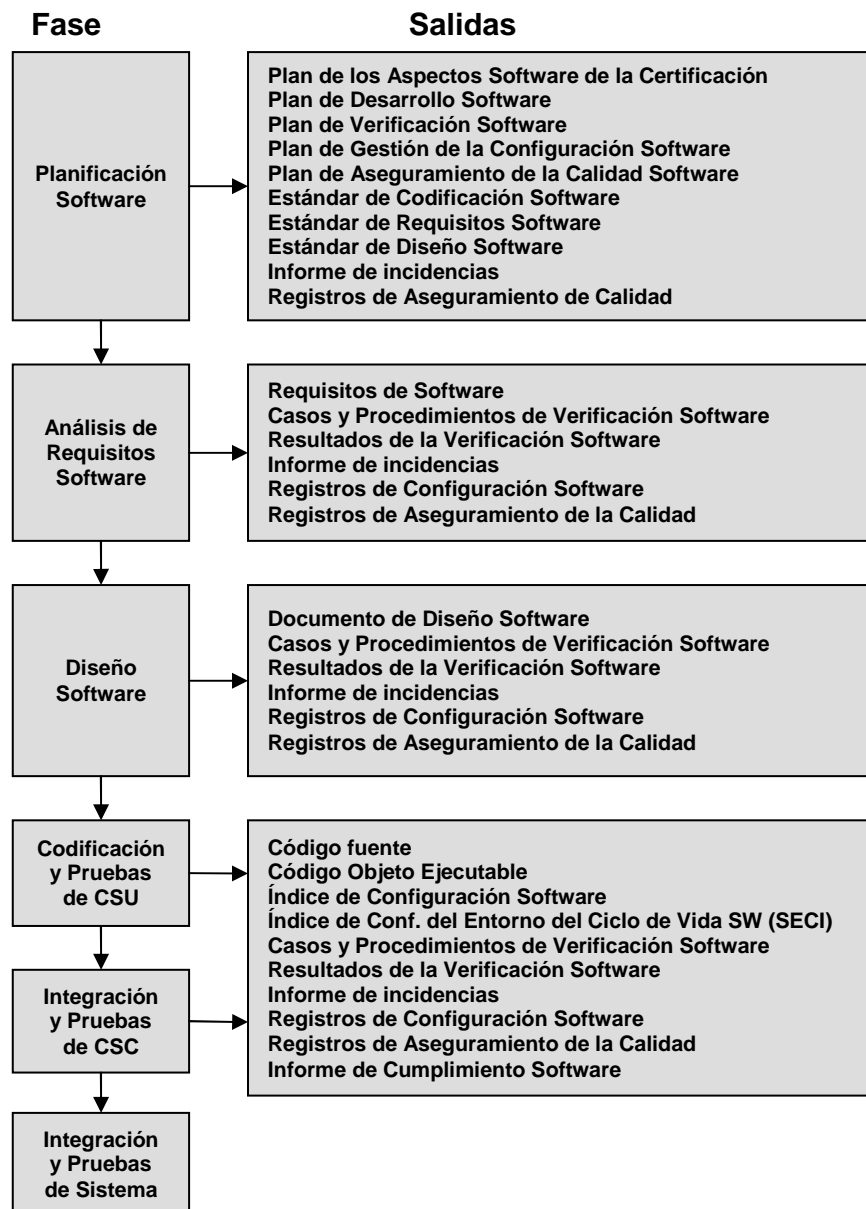 Fase
Salidas
Planificación
Software
Plan de los Aspectos Software de la Certificación
Plan de Desarrollo Software
Plan de Verificación Software
Plan de Gestión de la Configuración Software
Plan de Aseguramiento de la Calidad Software
Estándar de Codificación Software
Estándar de Requisitos Software
Estándar de Diseño Software
Informe de incidencias
Registros de Aseguramiento de Calidad
Análisis de
Requisitos
Software
Requisitos de Software
Casos y Procedimientos de Verificación Software
Resultados de la Verificación Software
Informe de incidencias
Registros de Configuración Software
Registros de Aseguramiento de la Calidad
Diseño
Software
Documento de Diseño Software
Casos y Procedimientos de Verificación Software
Resultados de la Verificación Software
Informe de incidencias
Registros de Configuración Software
Registros de Aseguramiento de la Calidad
Codificación
y Pruebas
de CSU
Integración
y Pruebas
de CSC
Código fuente
Código Objeto Ejecutable
Índice de Configuración Software
Índice de Conf. del Entorno del Ciclo de Vida SW (SECI)
Casos y Procedimientos de Verificación Software
Resultados de la Verificación Software
Informe de incidencias
Registros de Configuración Software
Registros de Aseguramiento de la Calidad
Informe de Cumplimiento Software
Integración
y Pruebas
de Sistema